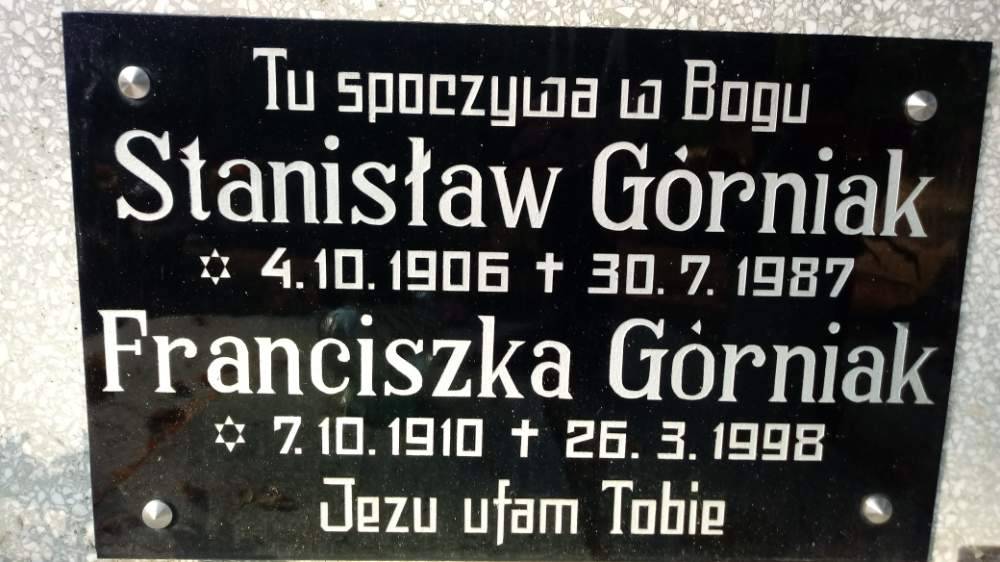 Tu spoczywa w Bogu
Stanisław Górniak
✡ 4.10.1906 ✝ 30.7.1987
Franciszka Górniak
✡ 7.10.1910 ✝ 26.3.1998
Jezu ufam Tobie